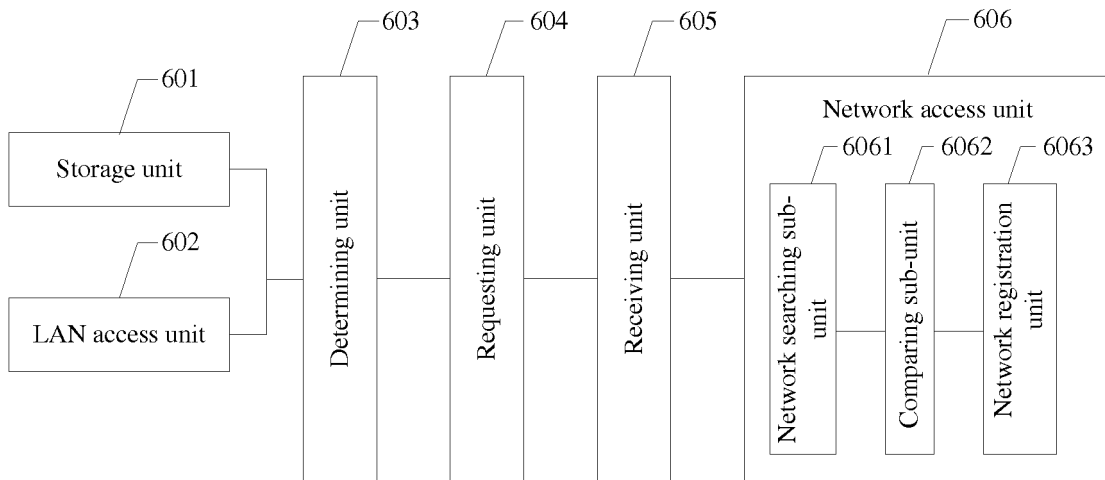 603
604
605
606
601
Storage unit
602
LAN access unit
Determining unit
Requesting unit
Receiving unit
Network access unit
6061
6062
6063
Network searching sub-
unit
Comparing sub-unit
Network registration
unit